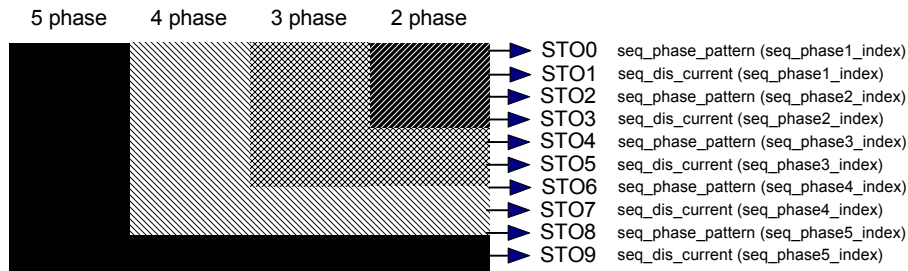 5 phase 4 phase 3 phase 2 phase
STO0 seq_phase_pattern (seq_phase1_index)
STO1 seq_dis_current (seq_phase1_index)
STO2 seq_phase_pattern (seq_phase2_index)
STO3 seq_dis_current (seq_phase2_index)
STO4 seq_phase_pattern (seq_phase3_index)
STO5 seq_dis_current (seq_phase3_index)
STO6 seq_phase_pattern (seq_phase4_index)
STO7 seq_dis_current (seq_phase4_index)
STO8 seq_phase_pattern (seq_phase5_index)
STO9 seq_dis_current (seq_phase5_index)